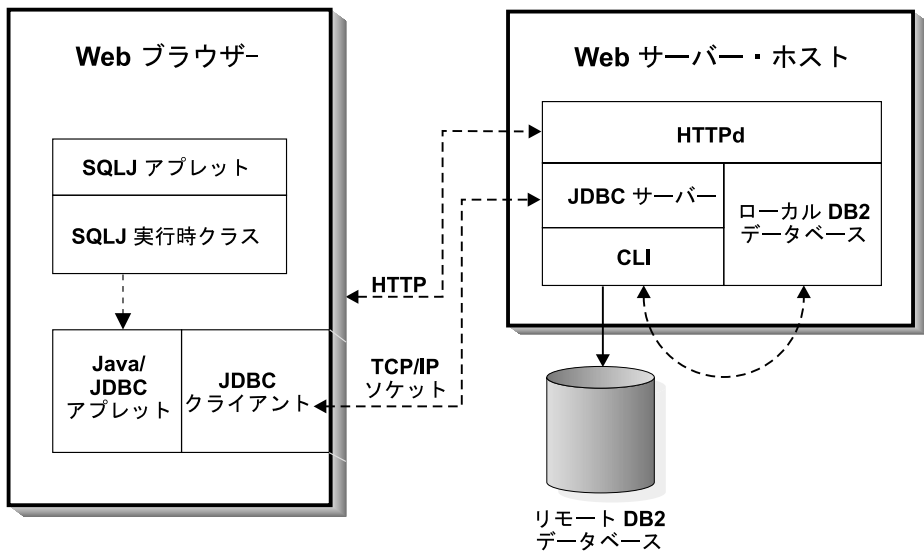 Web ブラウザー
SQLJ アプレット
SQLJ 実行時クラス
Java/
JDBC
アプレット
JDBC
クライアント
HTTP
TCP/IP
ソケット
Web サーバー・ホスト
HTTPd
JDBC サーバー
CLI
ローカル DB2
データベース
リモート DB2
データベース